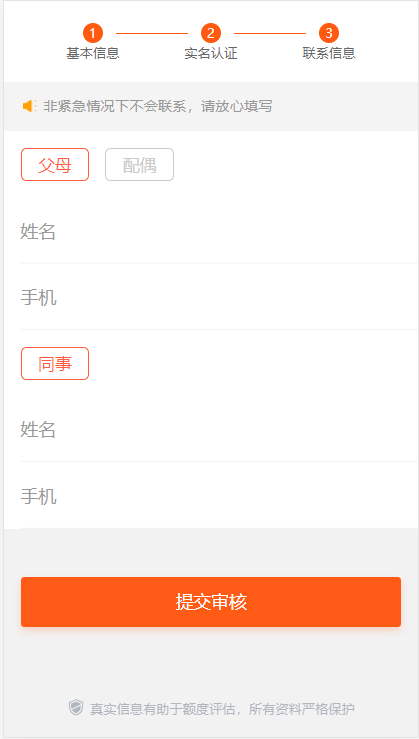 1 2 3
基本信息 实名认证 联系信息
非紧急情况下不会联系，请放心填写
父母 配偶
姓名
手机
同事
姓名
手机
提交审核
真实信息有助于额度评估，所有资料严格保护